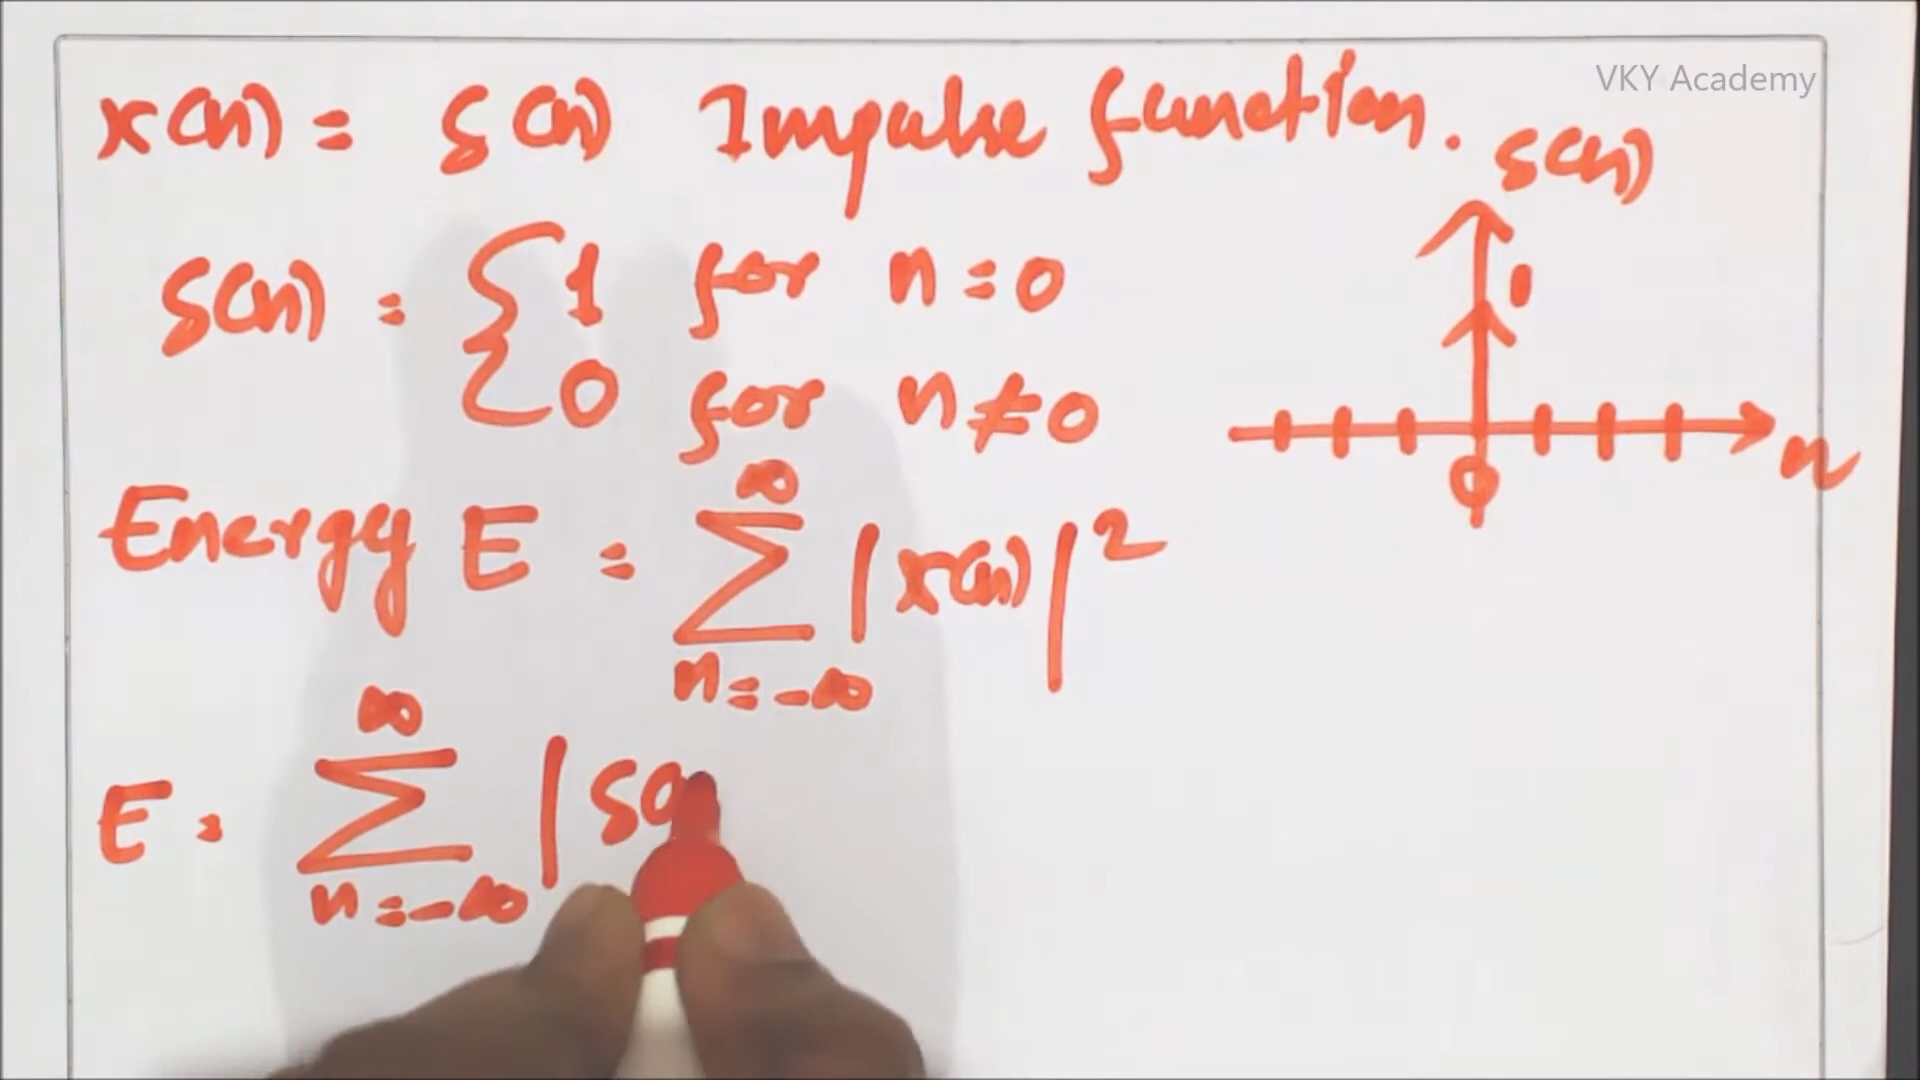 VKY Academy
x(n) = δ(n) Impulse function.
δ(n)
δ(n) = { 1 for n = 0
0 for n ≠ 0
1
0
n
Energy E = ∑ n=-∞ ∞ |x(n)|²
E = ∑ n=-∞ ∞ |δ(